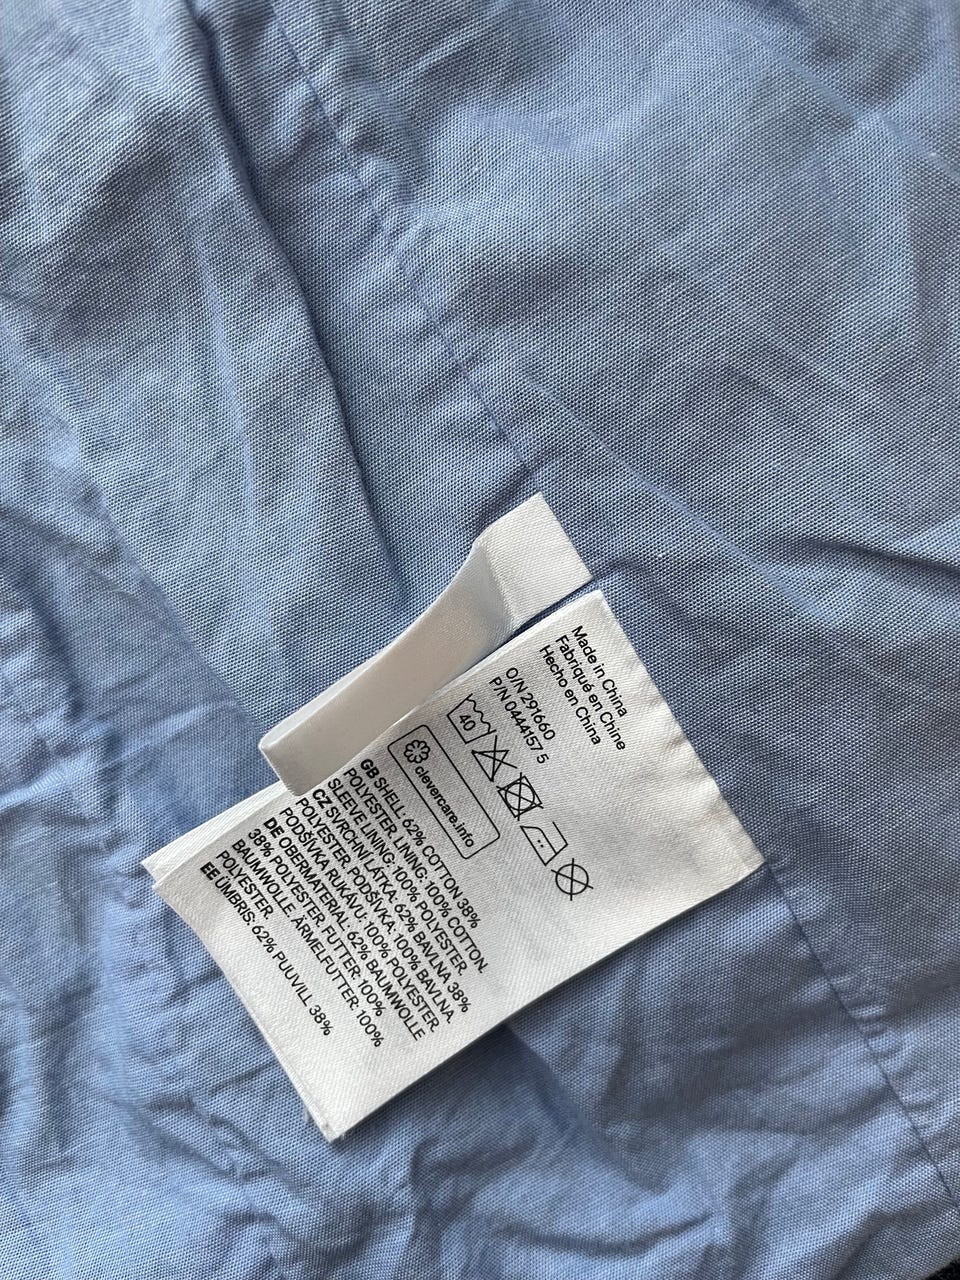 Made in China
Fabriqué en Chine
Hecho en China
O/N 291660
P/N 0444157/5
40
clevercare.info
GB SHELL: 62% COTTON 38%
POLYESTER. LINING: 100% COTTON.
SLEEVE LINING: 100% POLYESTER.
CZ SVRCHNÍ LÁTKA: 62% BAVLNA 38%
POLYESTER. PODŠÍVKA: 100% BAVLNA.
PODŠÍVKA RUKÁVU: 100% POLYESTER.
DE OBERMATERIAL: 62% BAUMWOLLE
38% POLYESTER. FUTTER: 100%
BAUMWOLLE. ÄRMELFUTTER: 100%
POLYESTER.
EE ÜMBRIS: 62% PUUVILL 38%